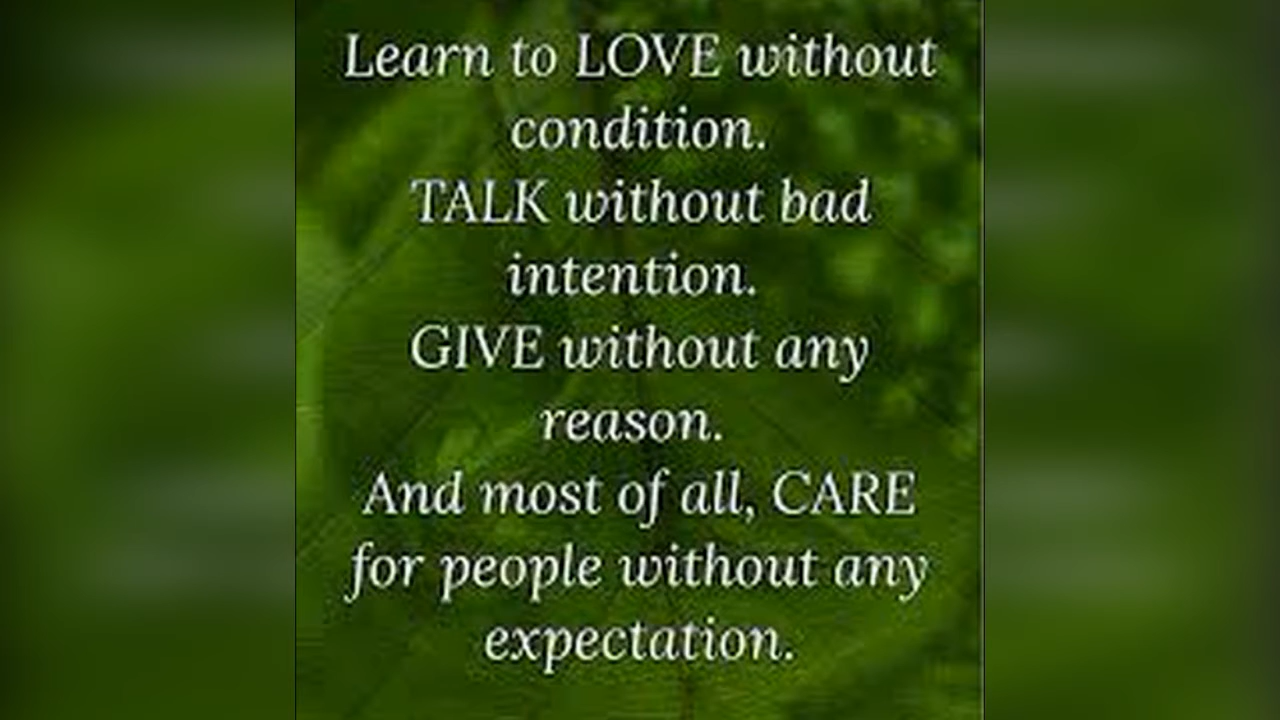 Learn to LOVE without
condition.
TALK without bad
intention.
GIVE without any
reason.
And most of all, CARE
for people without any
expectation.